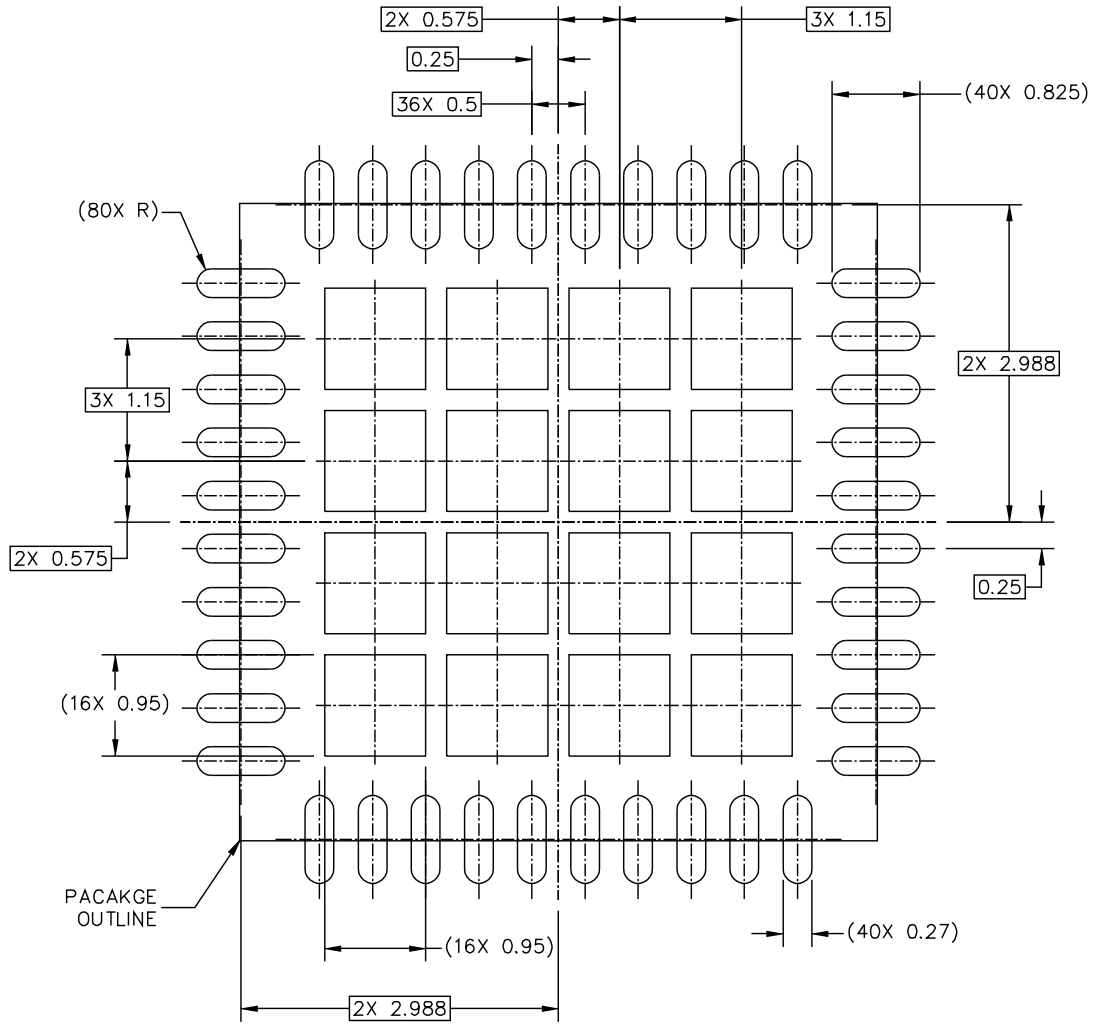 2X 0.575
3X 1.15
0.25
36X 0.5
(40X 0.825)
(80X R)
2X 2.988
3X 1.15
2X 0.575
0.25
(16X 0.95)
PACAKGE
OUTLINE
(16X 0.95)
(40X 0.27)
2X 2.988